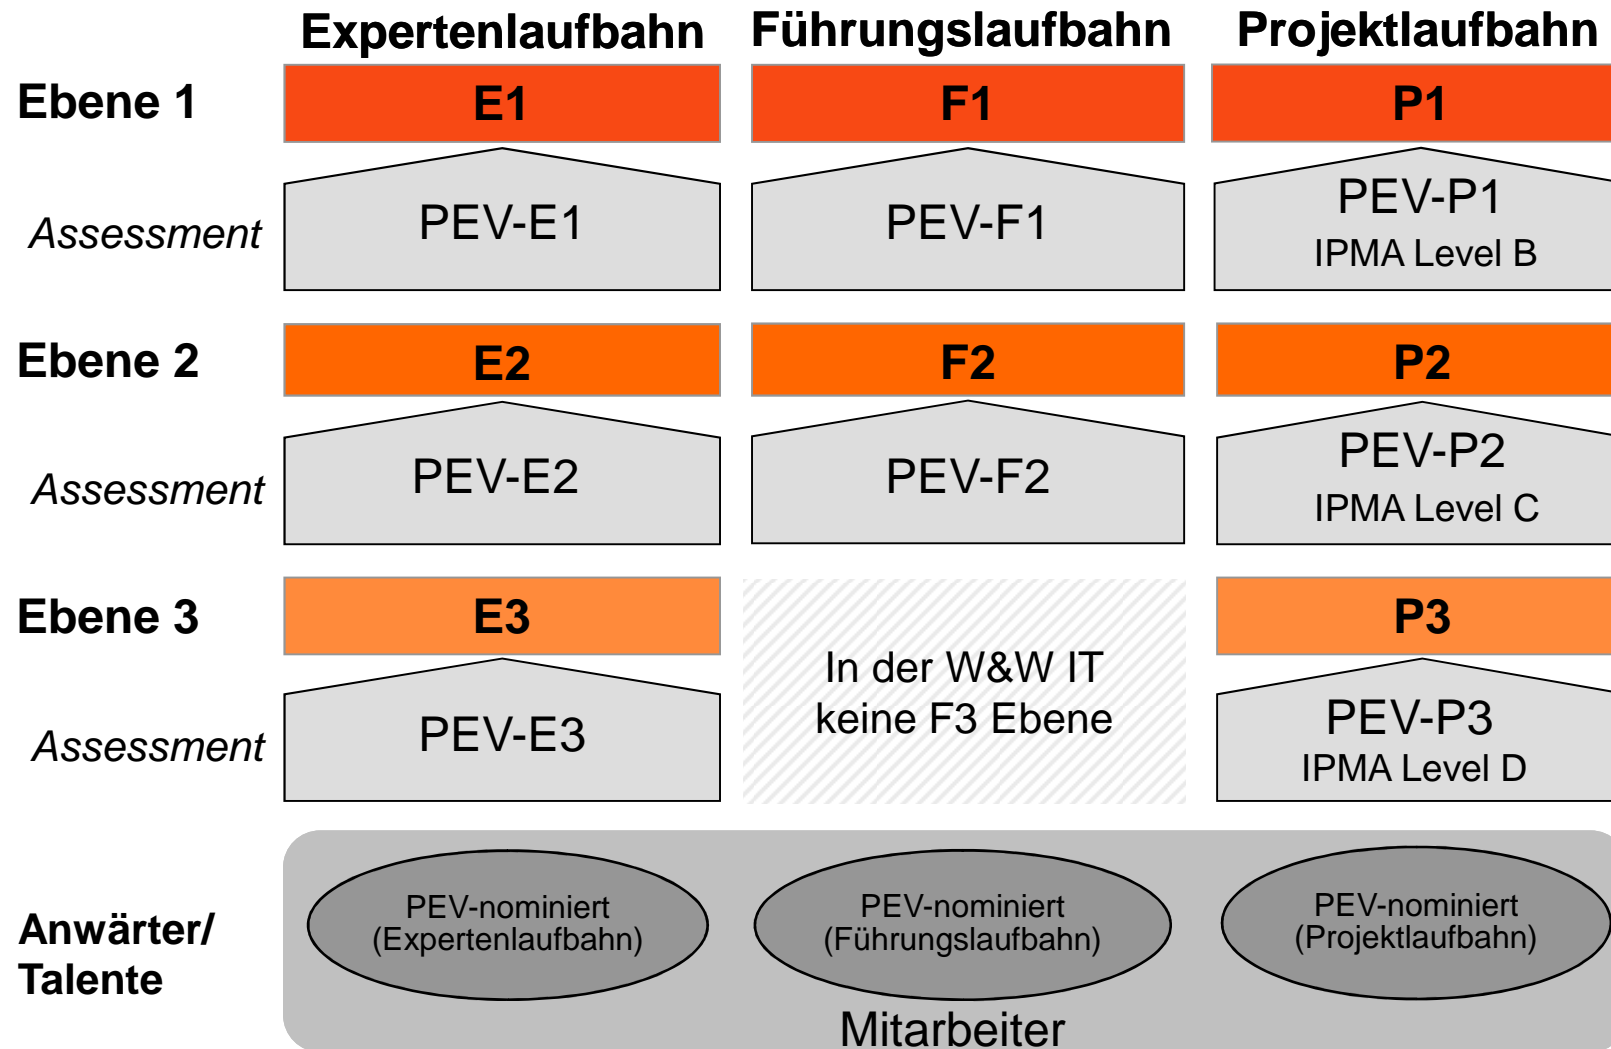 Expertenlaufbahn
Führungslaufbahn
Projektlaufbahn
Ebene 1
E1
F1
P1
Assessment
PEV-E1
PEV-F1
PEV-P1
IPMA Level B
Ebene 2
E2
F2
P2
Assessment
PEV-E2
PEV-F2
PEV-P2
IPMA Level C
Ebene 3
E3
In der W&W IT
keine F3 Ebene
P3
Assessment
PEV-E3
PEV-P3
IPMA Level D
Anwärter/
Talente
PEV-nominiert
(Expertenlaufbahn)
PEV-nominiert
(Führungslaufbahn)
PEV-nominiert
(Projektlaufbahn)
Mitarbeiter